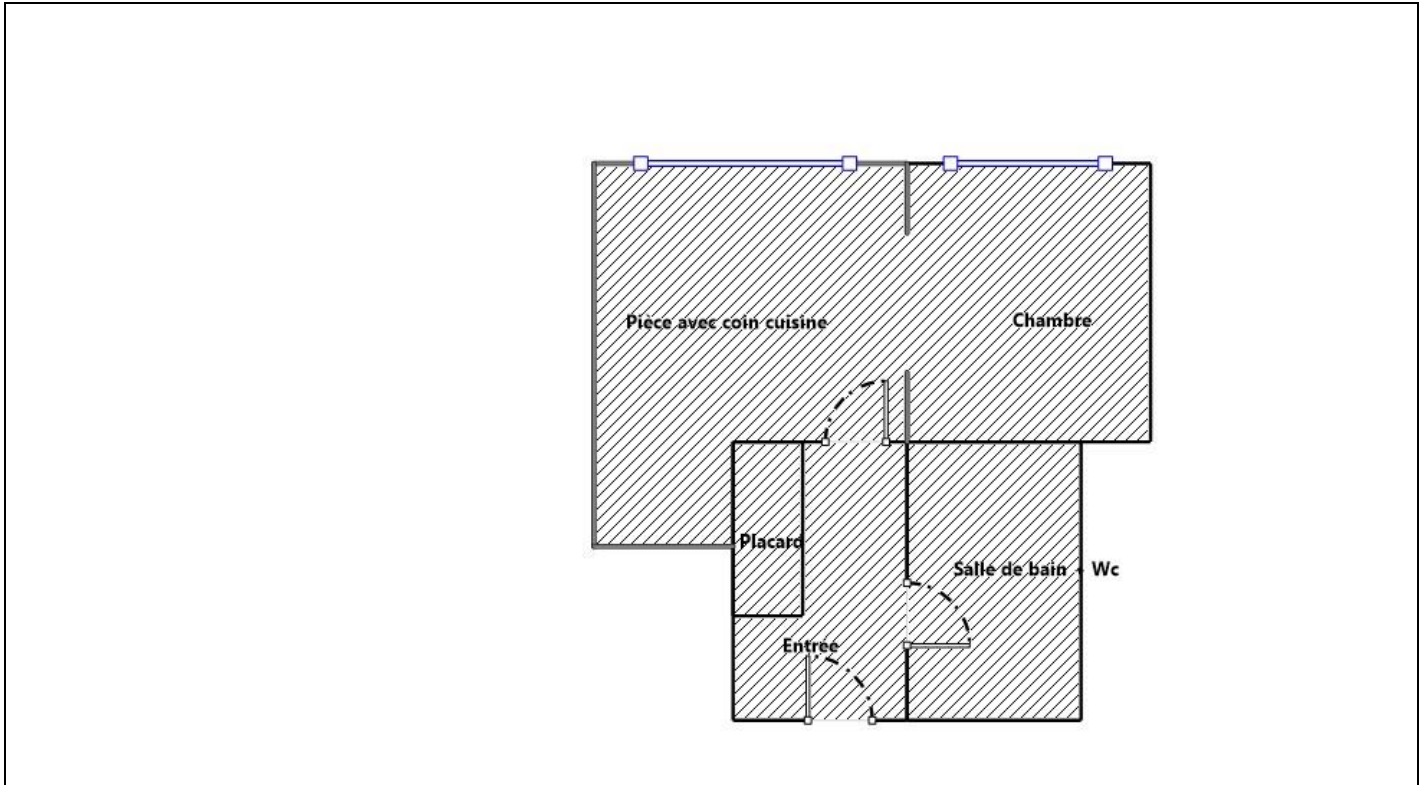 Pièce avec coin cuisine
Chambre
Placard
Salle de bain + Wc
Entrée